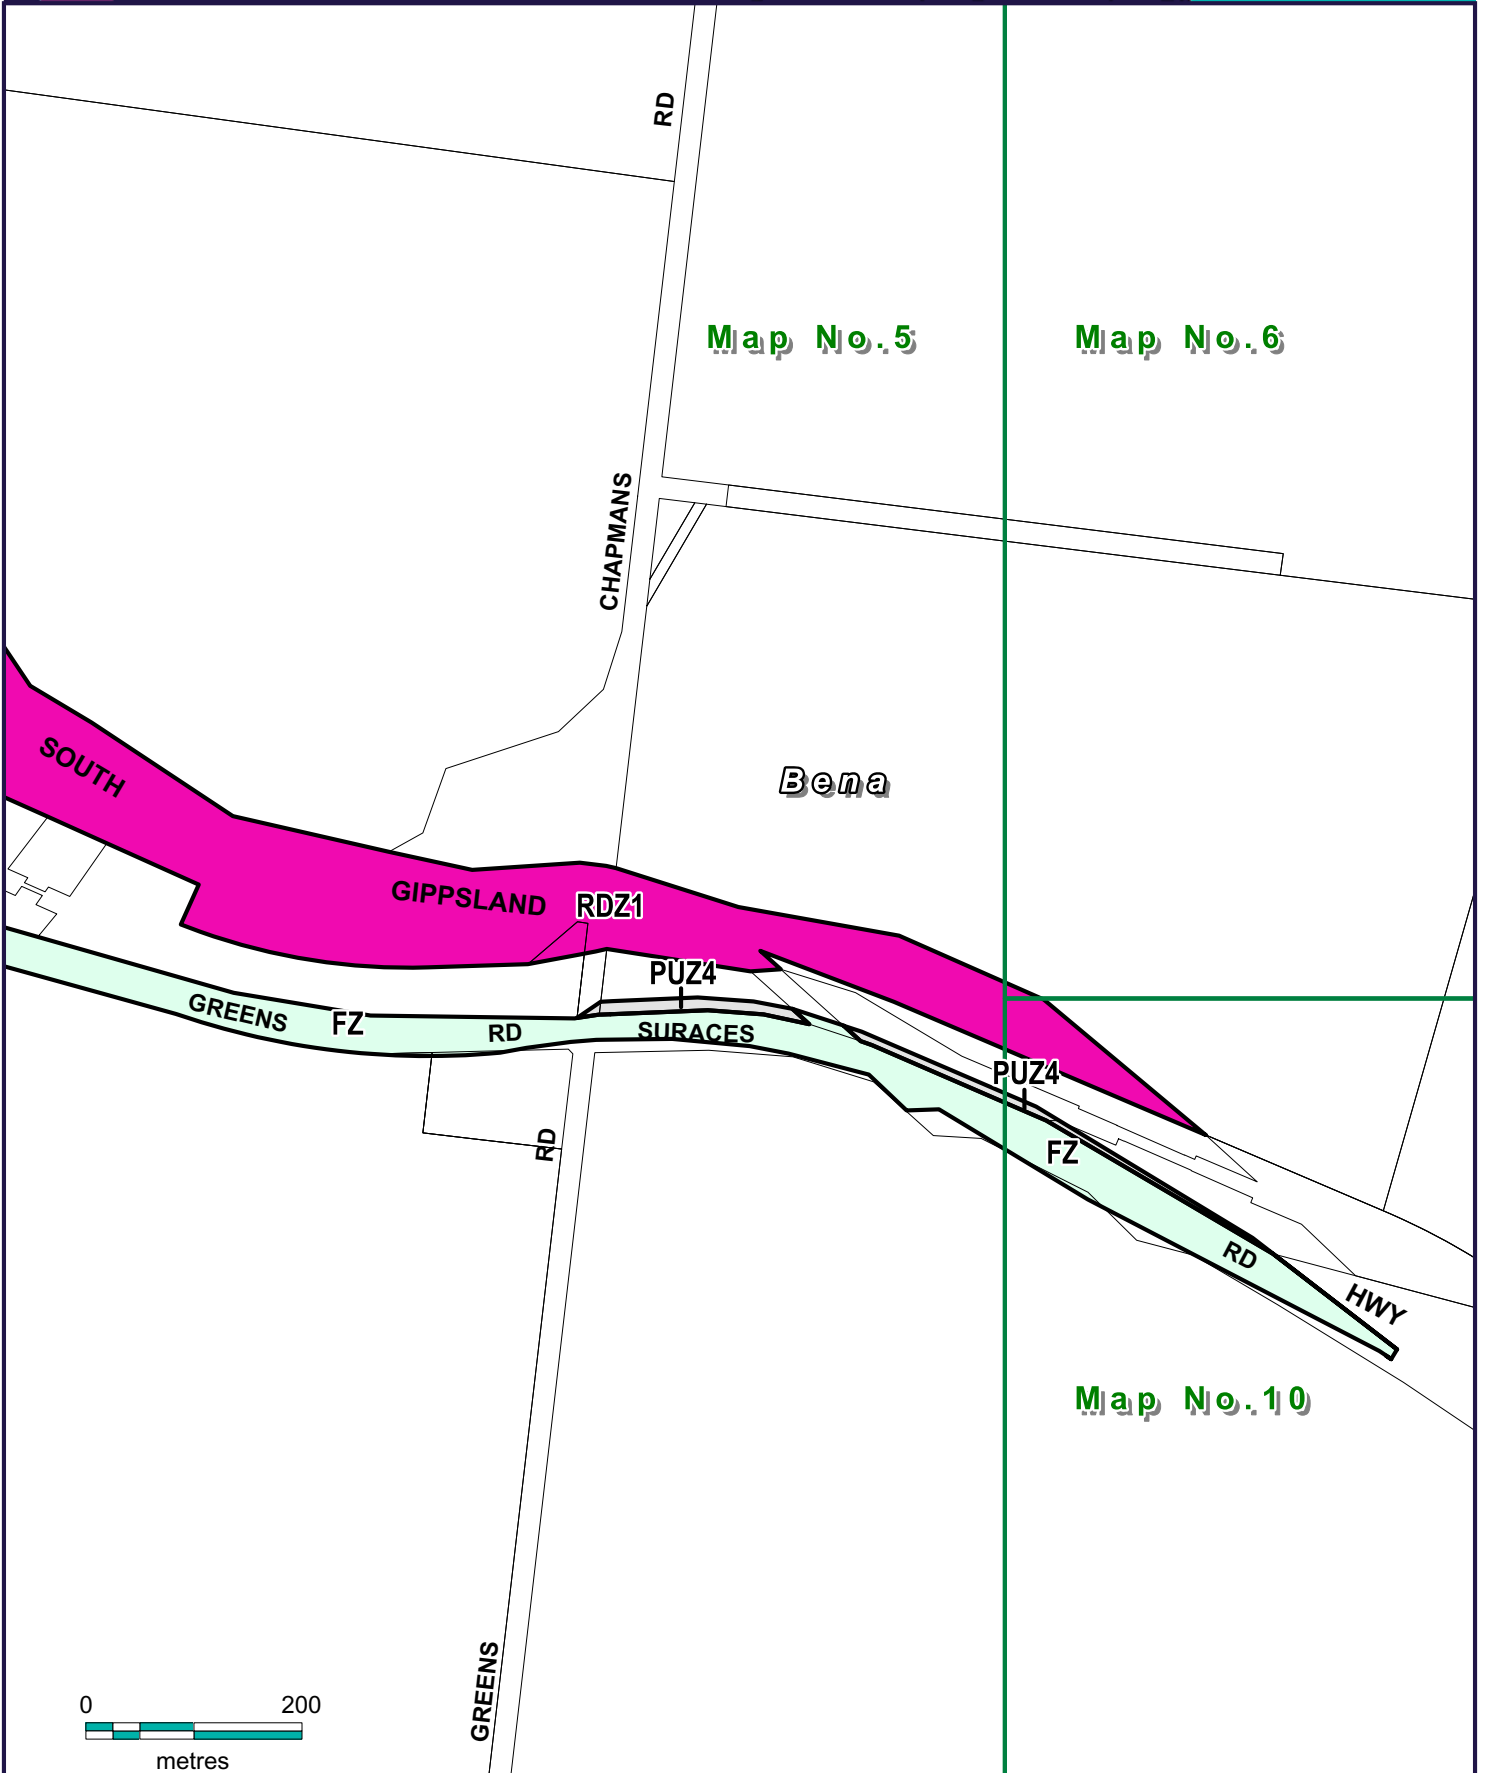 RD
Map No.5
Map No.6
CHAPMANS
SOUTH
Bena
GIPPSLAND
RDZ1
PUZ4
GREENS
FZ
RD
SURACES
PUZ4
RD
FZ
RD
HWY
Map No.10
GREENS
0 200
metres